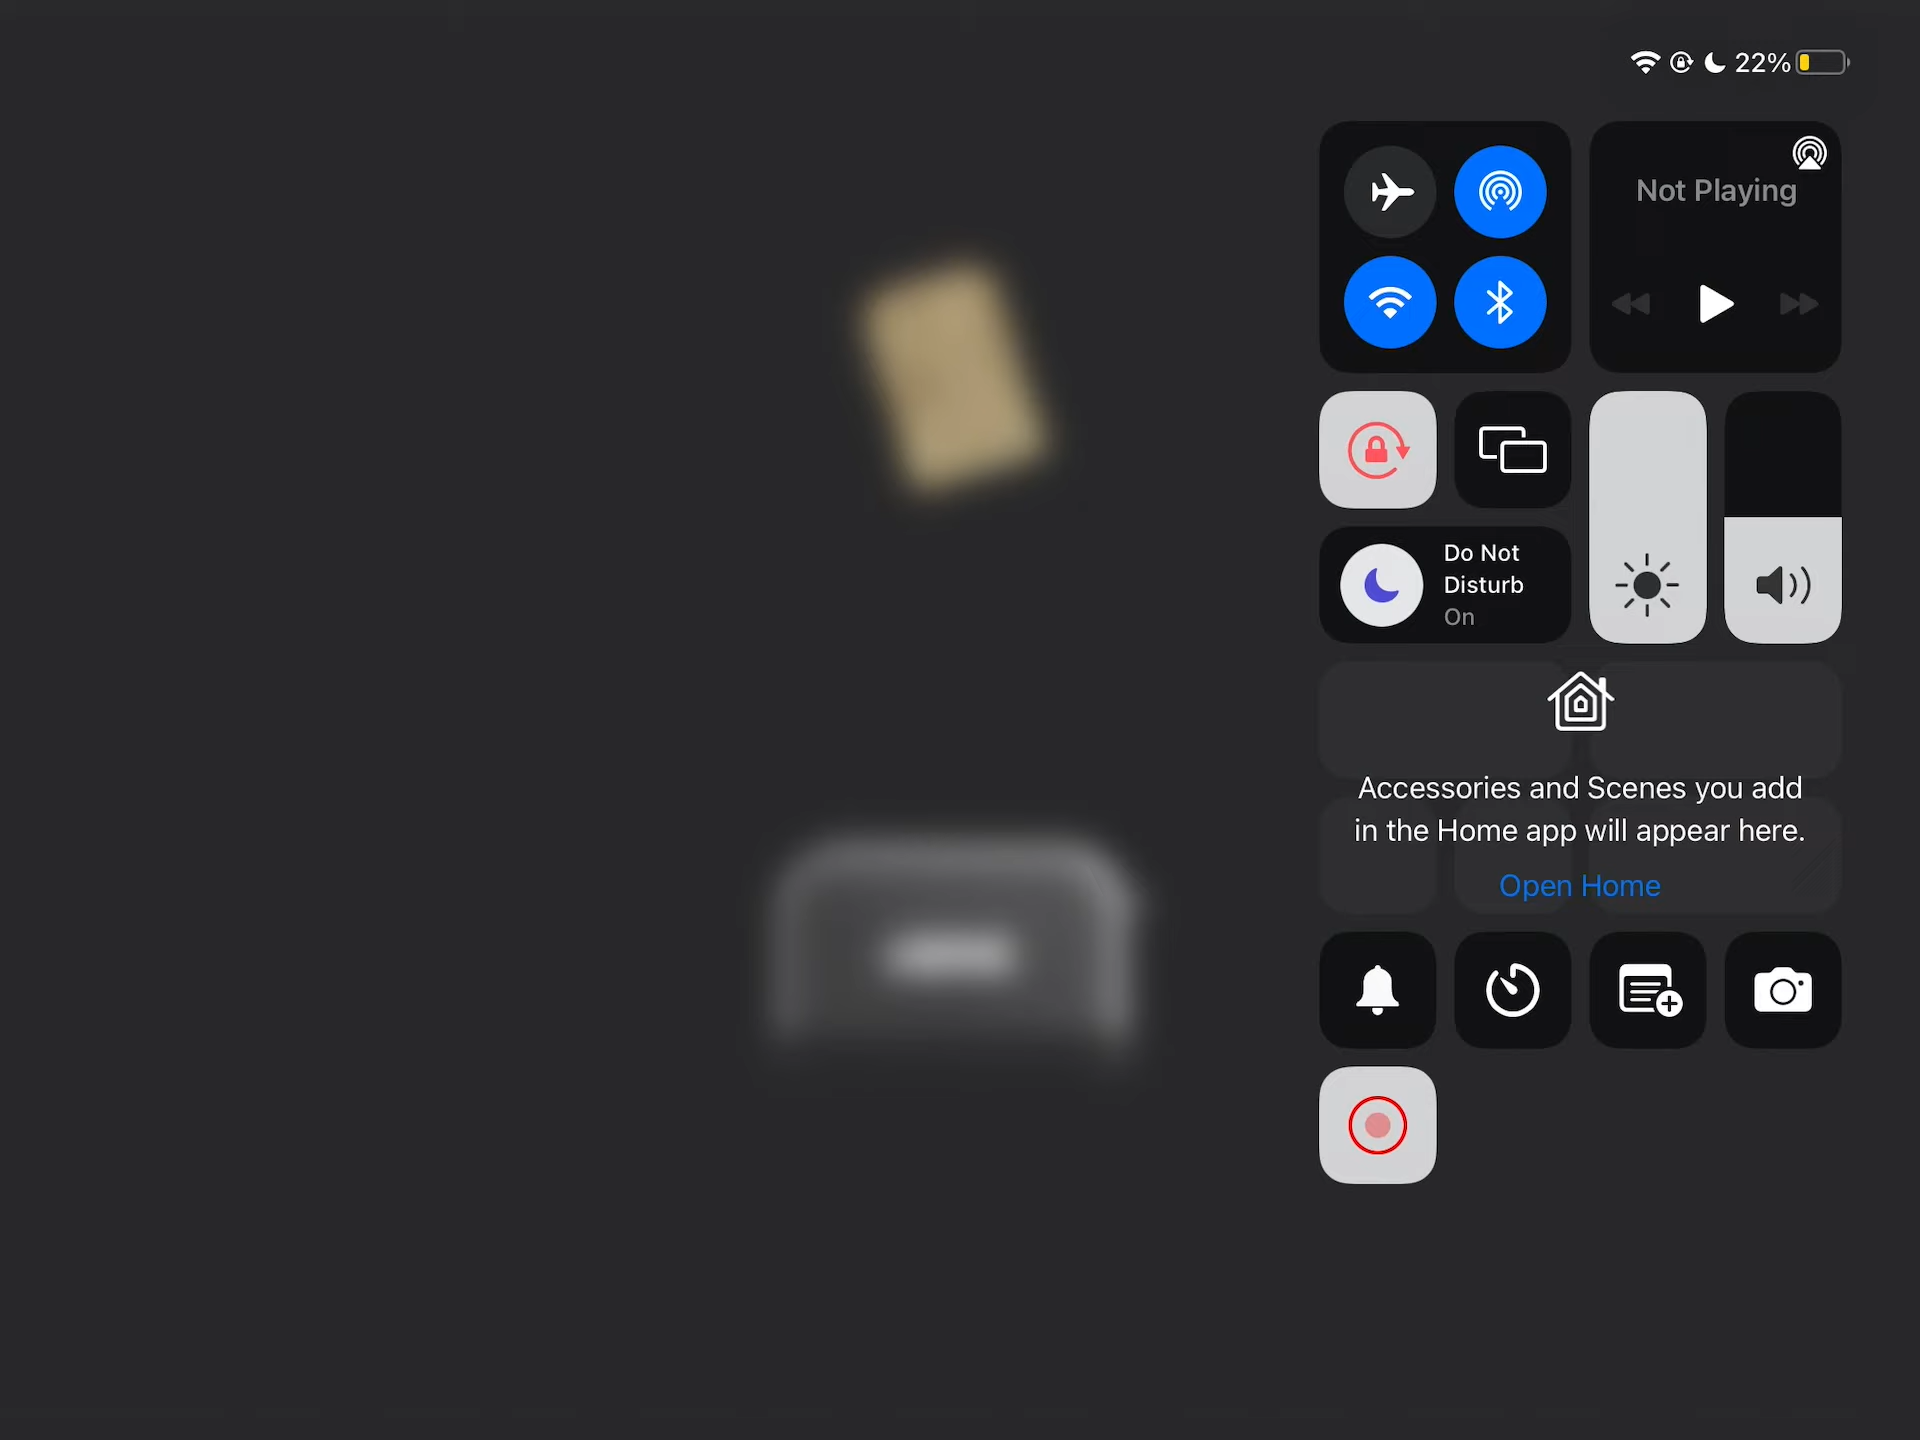 22%
Not Playing
Do Not
Disturb
On
Accessories and Scenes you add
in the Home app will appear here.
Open Home